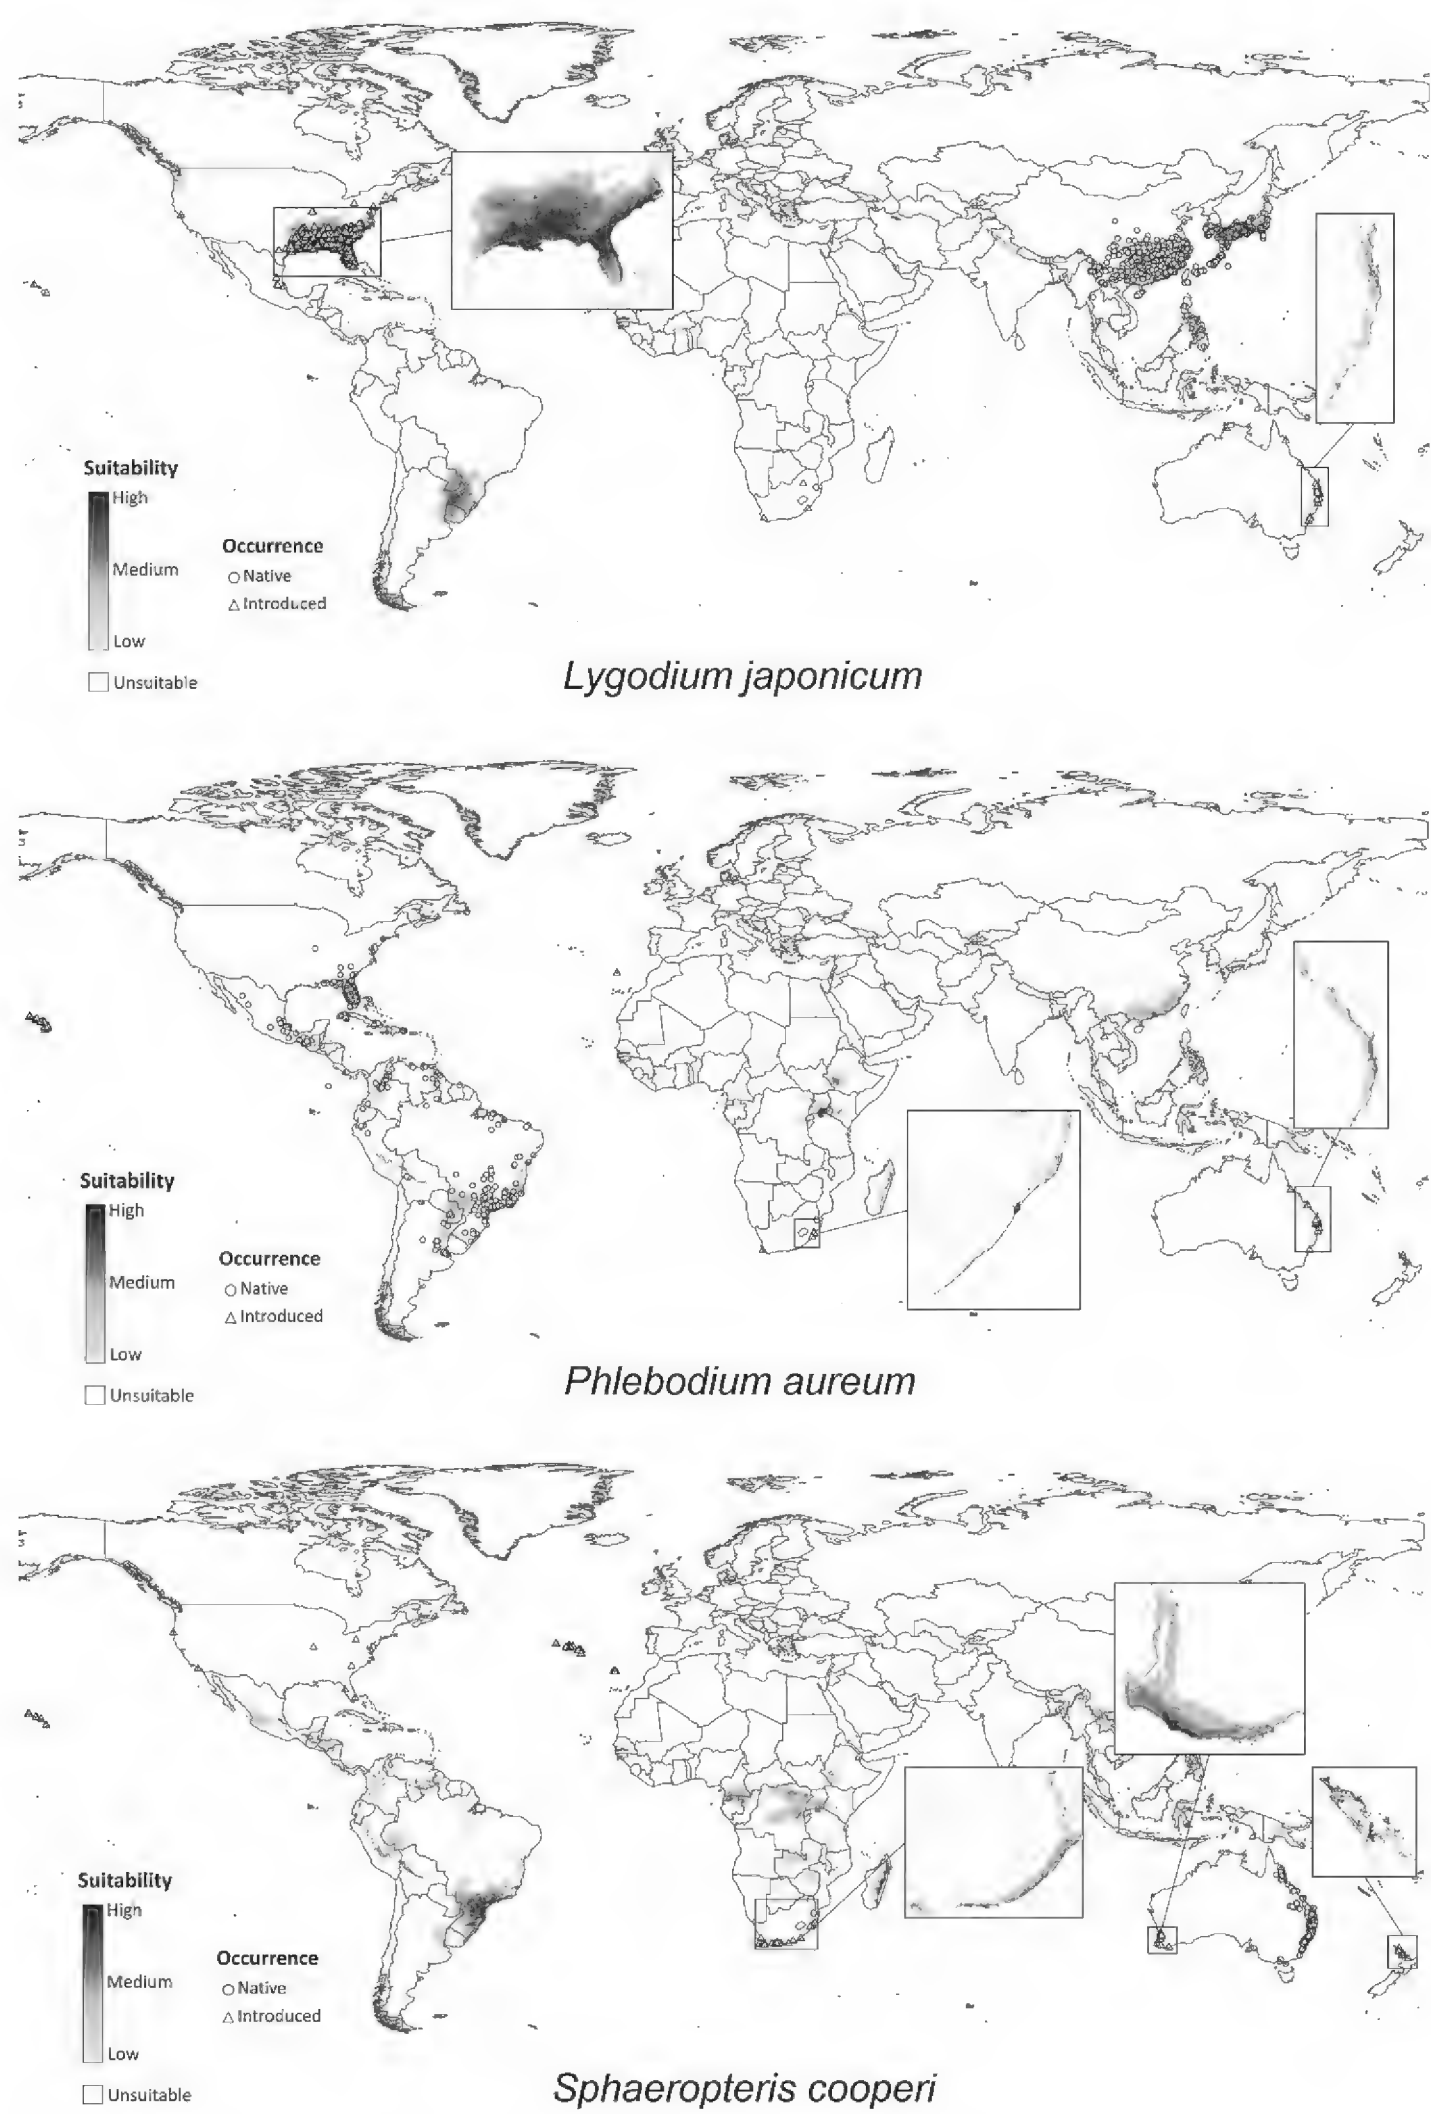 Suitability
High
Medium
Low
Unsuitable
Occurrence
Native
Introduced
Lygodium japonicum
Suitability
High
Medium
Low
Unsuitable
Occurrence
Native
Introduced
Phlebodium aureum
Suitability
High
Medium
Low
Unsuitable
Occurrence
Native
Introduced
Sphaeropteris cooperi